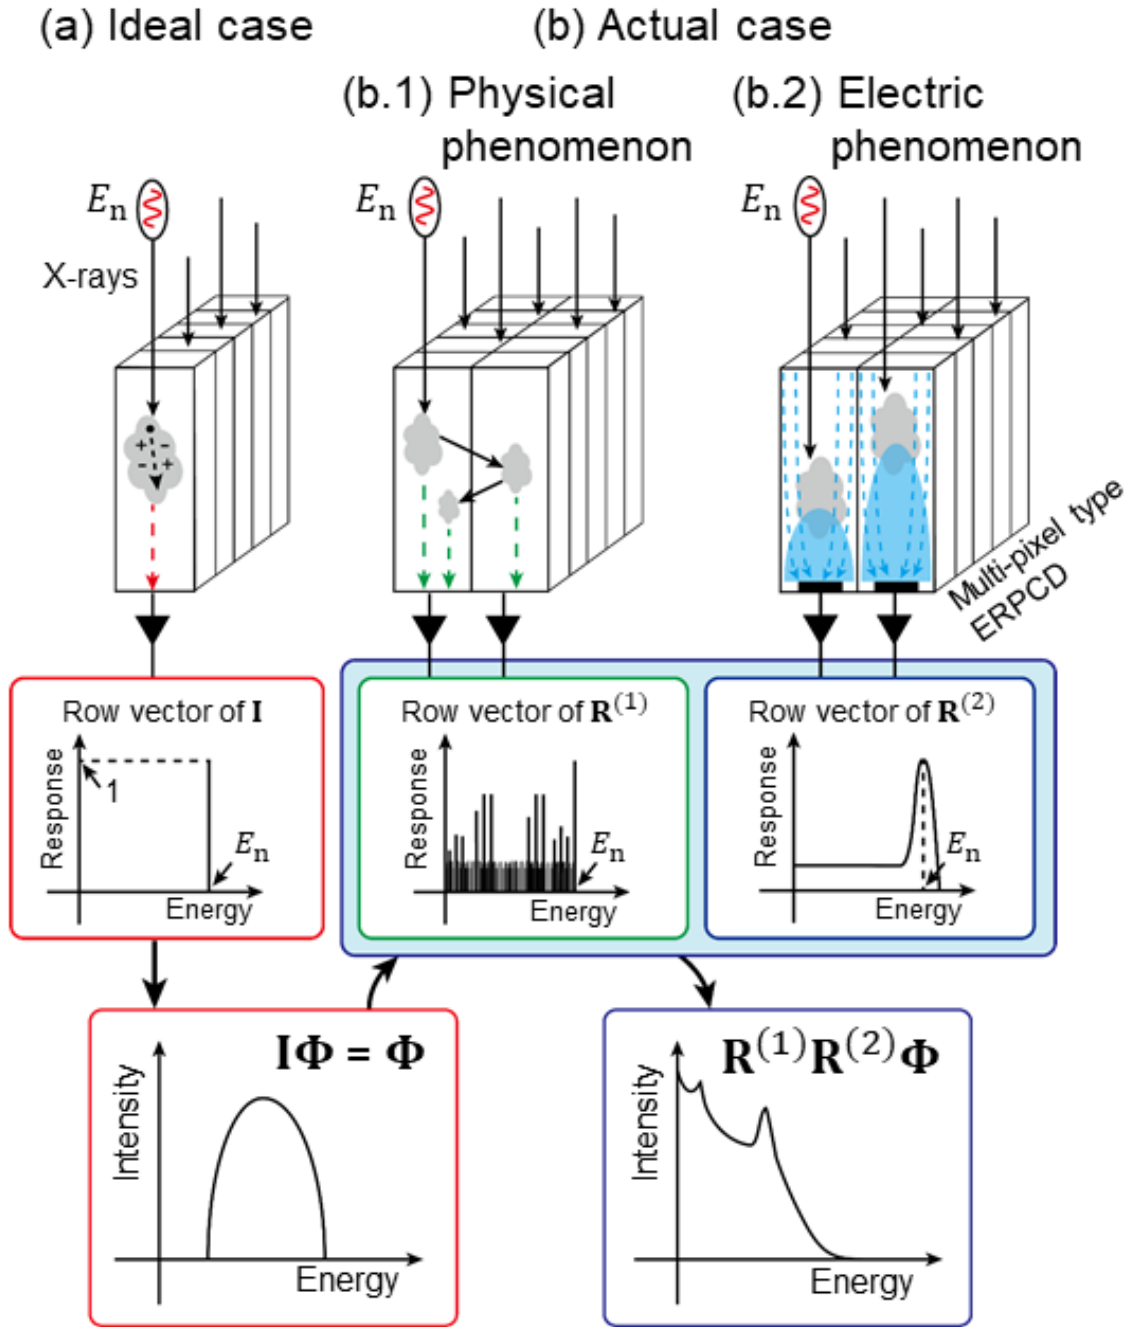 (a) Ideal case
(b) Actual case
(b.1) Physical
phenomenon
(b.2) Electric
phenomenon
Eₙ
Eₙ
Eₙ
X-rays
+ -
- +
Multi-pixel type
ERPCD
Row vector of I
Response
1
Eₙ
Energy
Row vector of R⁽¹⁾
Response
Eₙ
Energy
Row vector of R⁽²⁾
Response
Eₙ
Energy
IΦ = Φ
Intensity
Energy
R⁽¹⁾R⁽²⁾Φ
Intensity
Energy